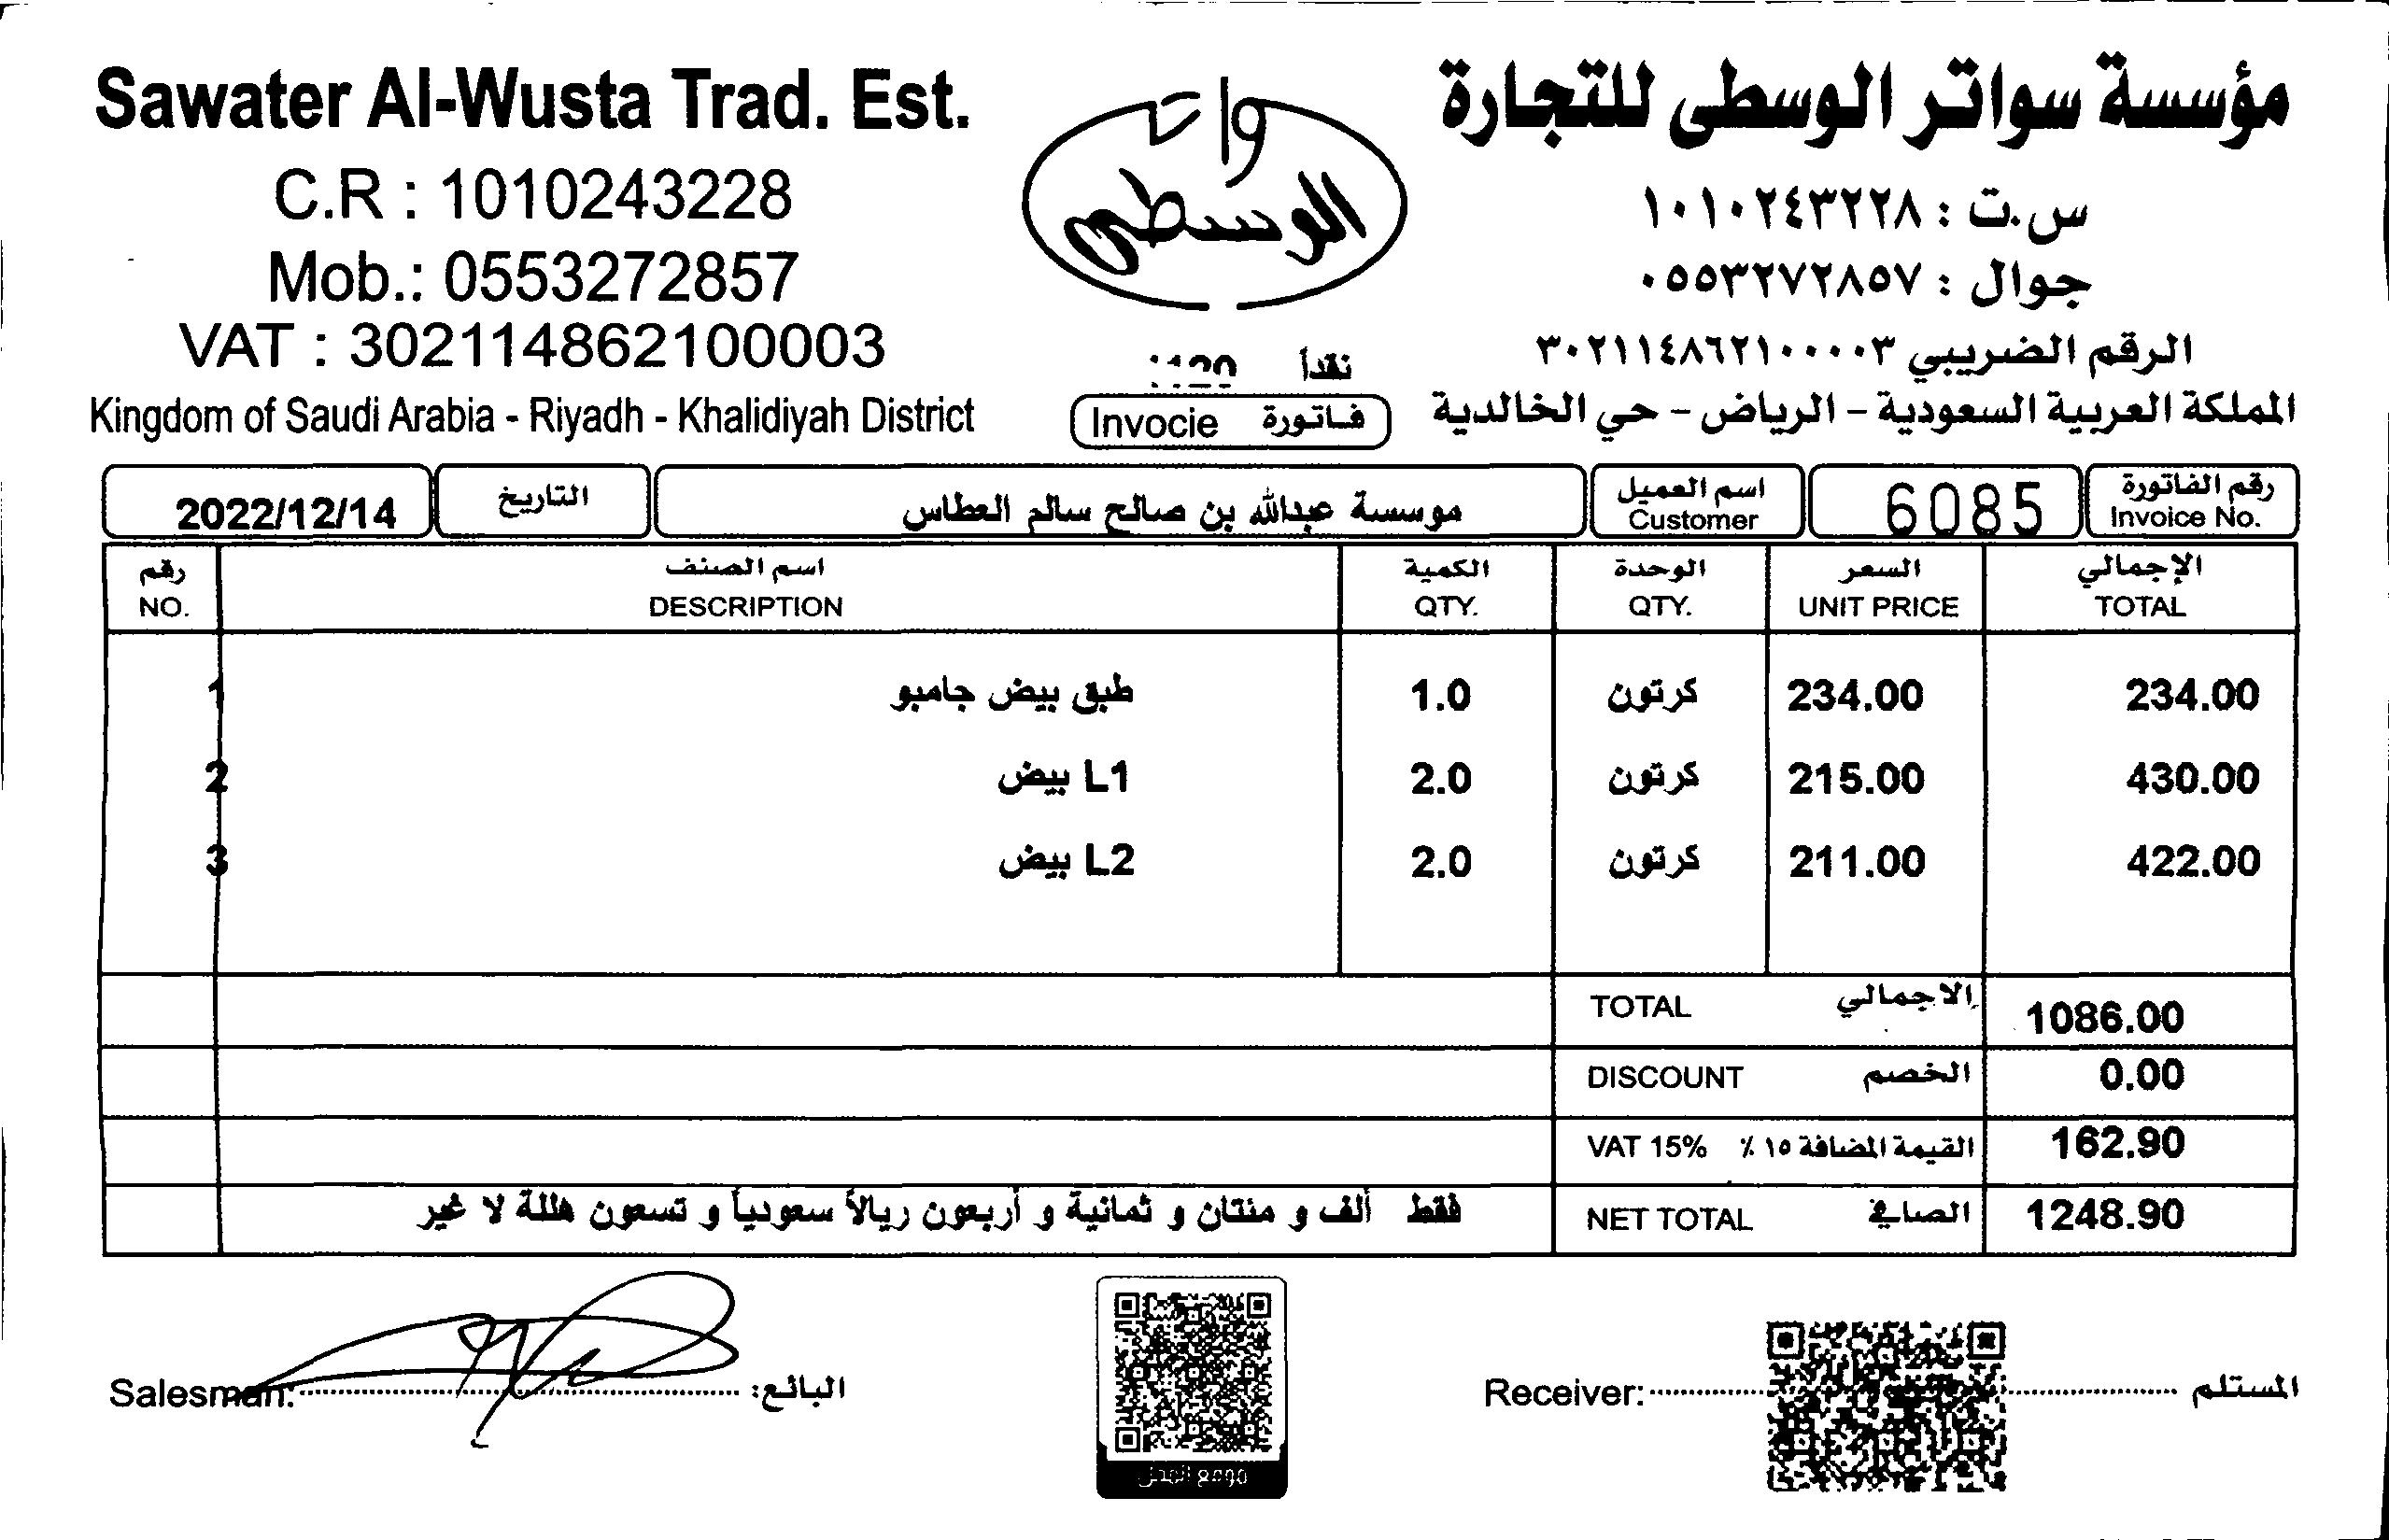 Sawater Al-Wusta Trad. Est.
C.R : 1010243228
Mob.: 0553272857
VAT : 302114862100003
Kingdom of Saudi Arabia - Riyadh - Khalidiyah District
الوسطى
نقداً
Invocie فاتورة
مؤسسة سواتر الوسطى للتجارة
س.ت : ١٠١٠٢٤٣٢٢٨
جوال : ٠٥٥٣٢٧٢٨٥٧
الرقم الضريبي ٣٠٢١١٤٨٦٢١٠٠٠٠٣
المملكة العربية السعودية - الرياض - حي الخالدية
2022/12/14 التاريخ موسسة عبدالله بن صالح سالم العطاس اسم العميل Customer 6085 رقم الفاتورة Invoice No.
رقم اسم الصنف الكمية الوحدة السعر الإجمالي
NO. DESCRIPTION QTY. QTY. UNIT PRICE TOTAL
1 طبق بيض جامبو 1.0 كرتون 234.00 234.00
2 بيض L1 2.0 كرتون 215.00 430.00
3 بيض L2 2.0 كرتون 211.00 422.00
TOTAL الاجمالي 1086.00
DISCOUNT الخصم 0.00
VAT 15% القيمة المضافة ١٥ ٪ 162.90
فقط ألف و مئتان و ثمانية و أربعون ريالاً سعودياً و تسعون هللة لا غير NET TOTAL الصافي 1248.90
Salesman: البائع:
Receiver: المستلم